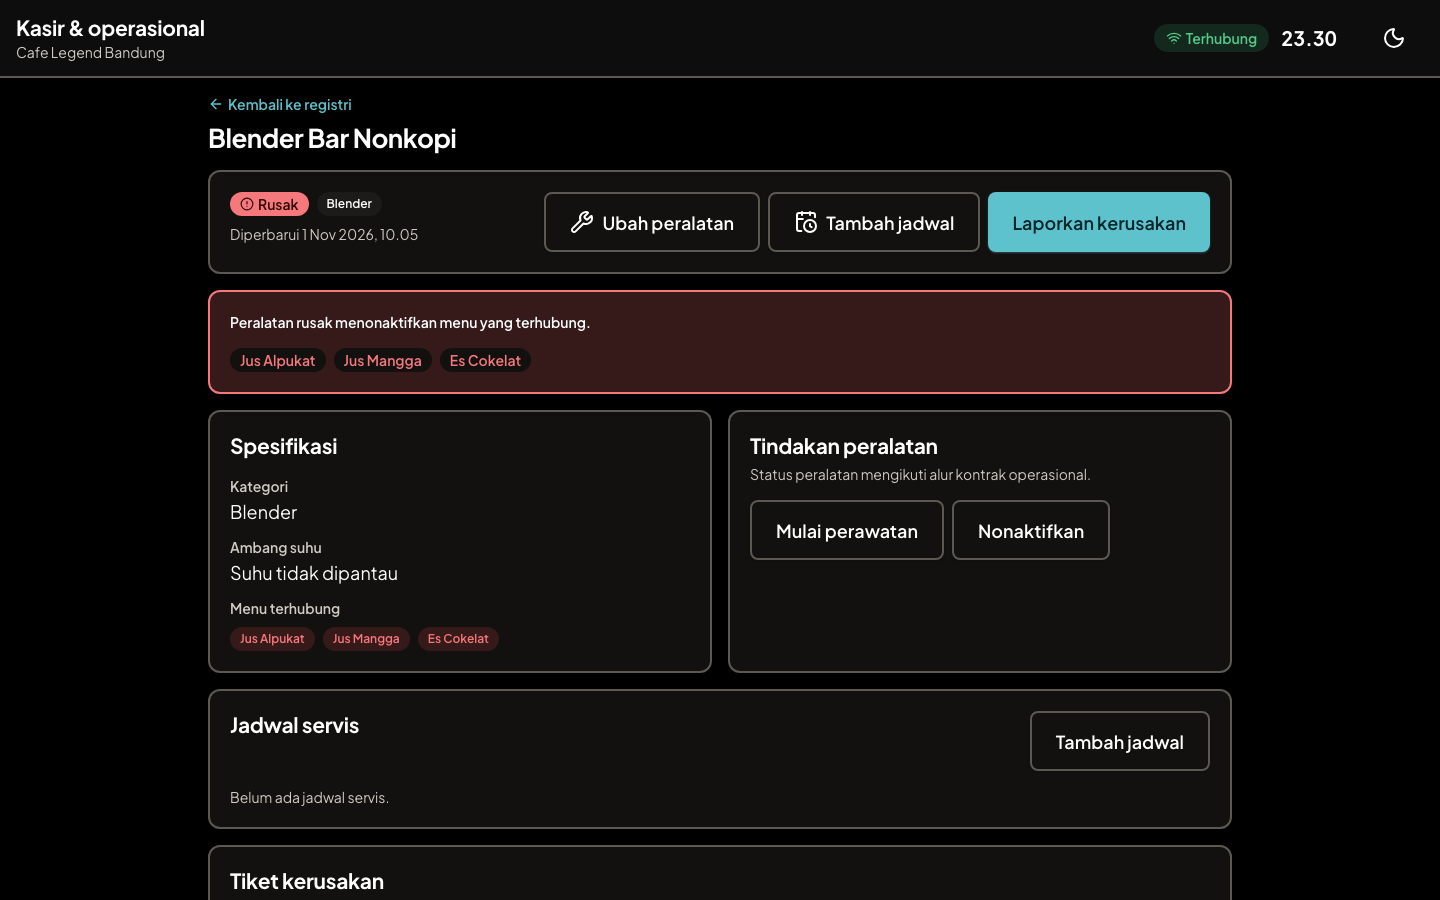 Kasir & operasional
Cafe Legend Bandung
Terhubung
23.30
Kembali ke registri
Blender Bar Nonkopi
Rusak
Blender
Diperbarui 1 Nov 2026, 10.05
Ubah peralatan
Tambah jadwal
Laporkan kerusakan
Peralatan rusak menonaktifkan menu yang terhubung.
Jus Alpukat
Jus Mangga
Es Cokelat
Spesifikasi
Kategori
Blender
Ambang suhu
Suhu tidak dipantau
Menu terhubung
Jus Alpukat
Jus Mangga
Es Cokelat
Tindakan peralatan
Status peralatan mengikuti alur kontrak operasional.
Mulai perawatan
Nonaktifkan
Jadwal servis
Tambah jadwal
Belum ada jadwal servis.
Tiket kerusakan